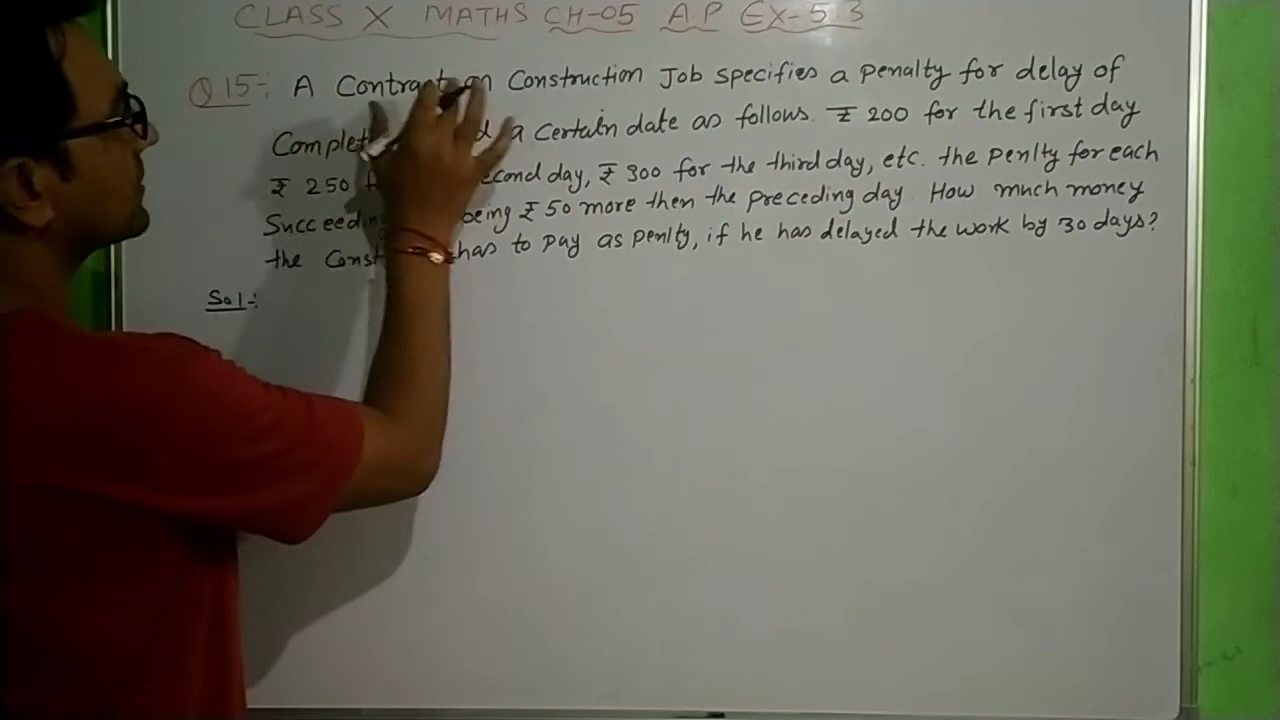 CLASS X MATHS CH-05 AP EX-5.3
Q.15-: A Contract on Construction Job specifies a Penalty for delay of
Complet a certain date as follows. ₹ 200 for the first day
₹ 250 second day, ₹ 300 for the third day, etc. the Penlty for each
Succeedin being ₹ 50 more then the preceding day. How much money
the Const has to pay as penlty, if he has delayed the work by 30 days?
Sol-: